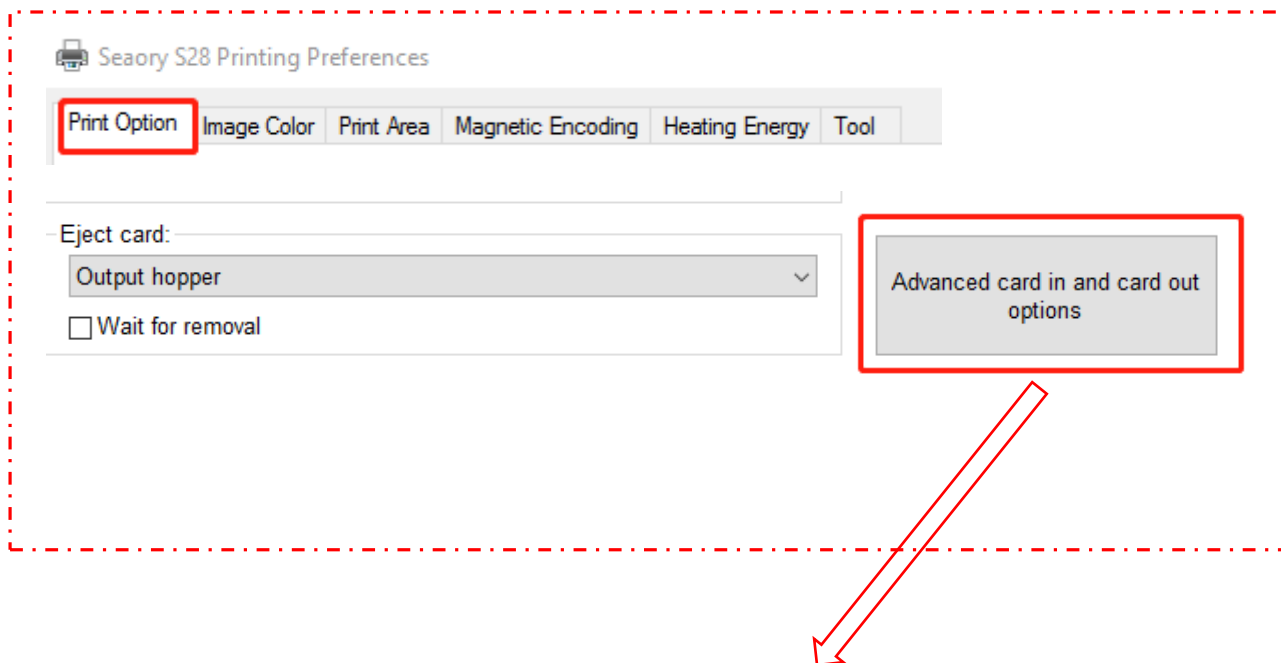 Seaory S28 Printing Preferences
Print Option Image Color Print Area Magnetic Encoding Heating Energy Tool
Eject card:
Output hopper
Wait for removal
Advanced card in and card out
options